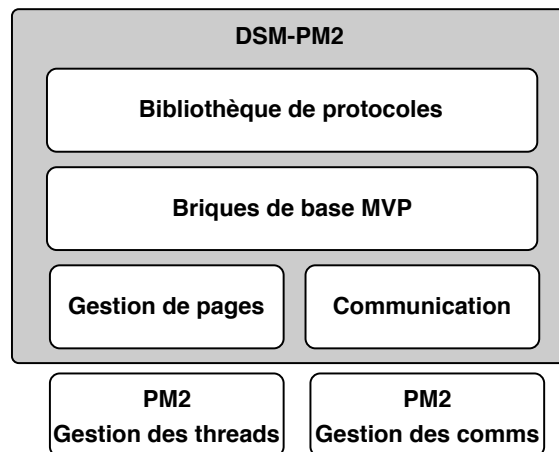 DSM-PM2
Bibliothèque de protocoles
Briques de base MVP
Gestion de pages
Communication
PM2
Gestion des threads
PM2
Gestion des comms